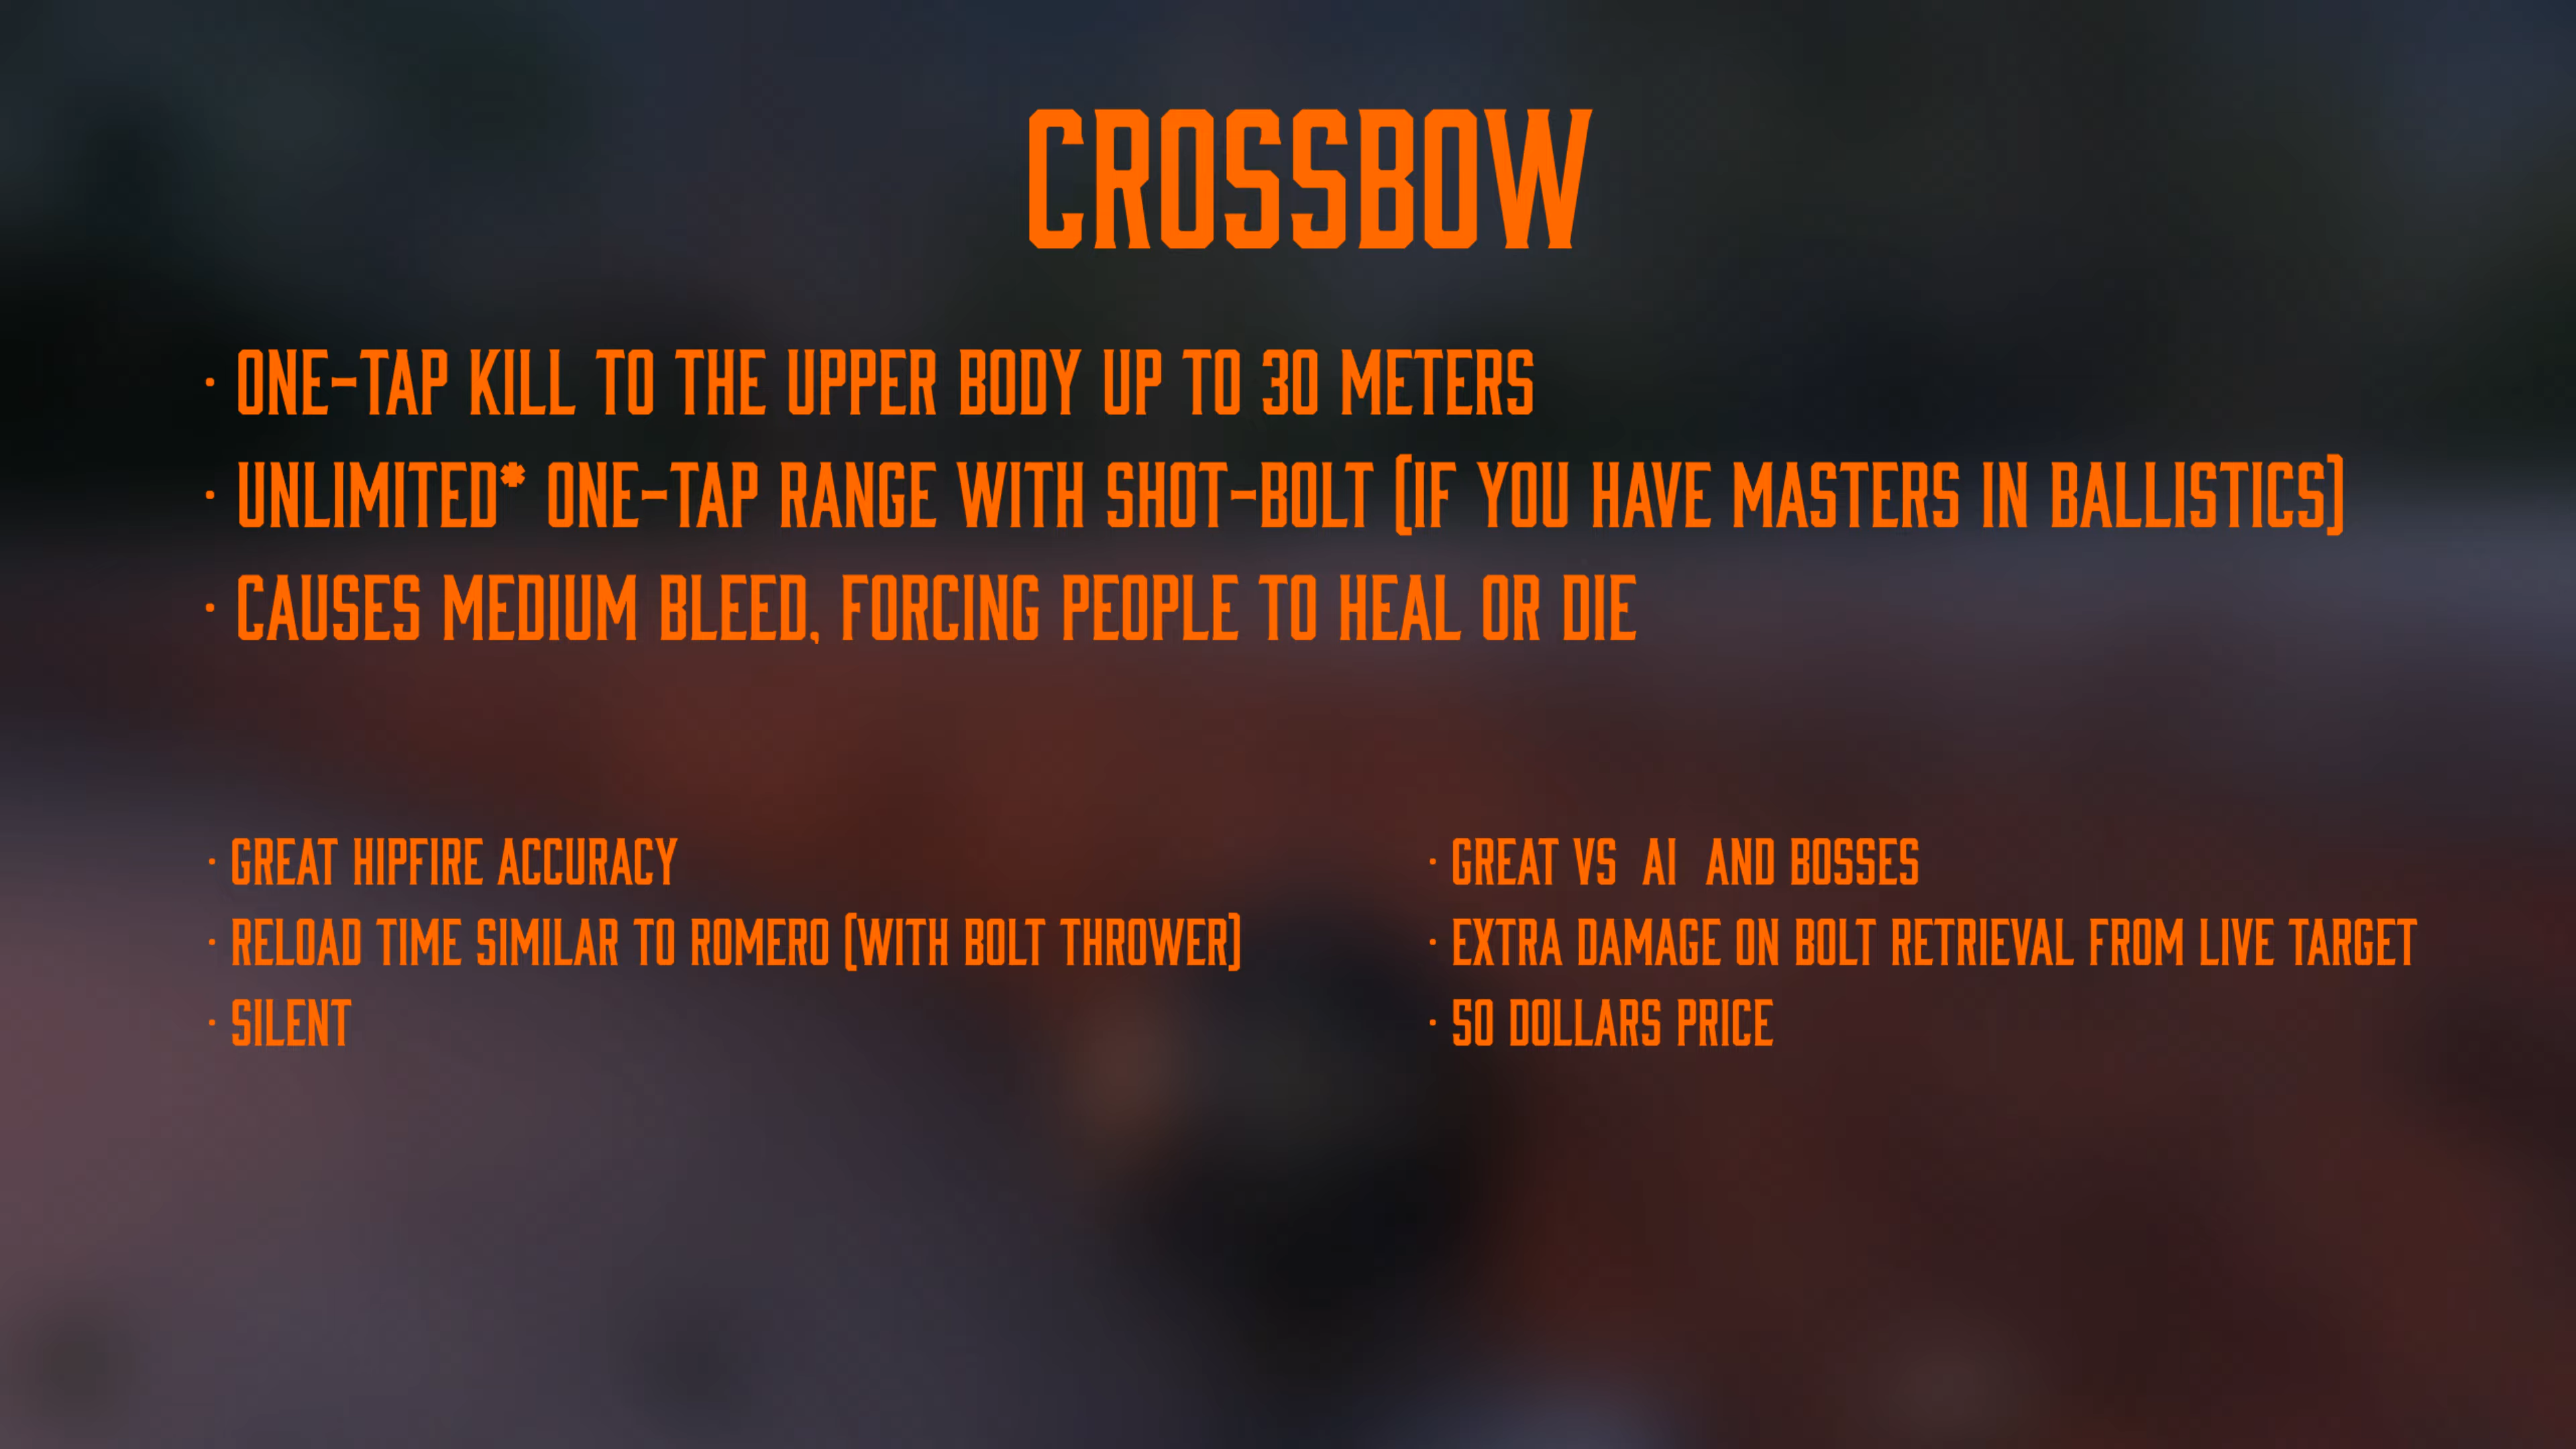 CROSSBOW
· ONE-TAP KILL TO THE UPPER BODY UP TO 30 METERS
· UNLIMITED* ONE-TAP RANGE WITH SHOT-BOLT (IF YOU HAVE MASTERS IN BALLISTICS)
· CAUSES MEDIUM BLEED, FORCING PEOPLE TO HEAL OR DIE
· GREAT HIPFIRE ACCURACY
· RELOAD TIME SIMILAR TO ROMERO (WITH BOLT THROWER)
· SILENT
· GREAT VS AI AND BOSSES
· EXTRA DAMAGE ON BOLT RETRIEVAL FROM LIVE TARGET
· 50 DOLLARS PRICE